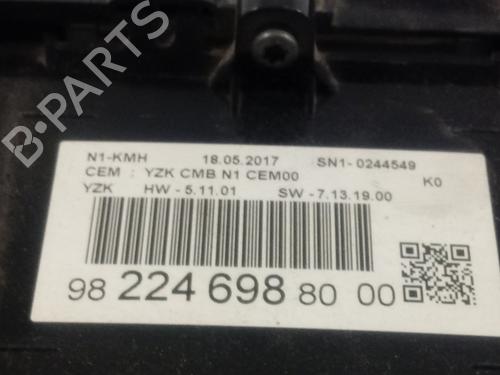 N1-KMH 18.05.2017 SN1- 0244549
CEM : YZK CMB N1 CEM00 K0
YZK HW - 5.11.01 SW - 7.13.19.00
98 224 698 80 00
B-PARTS